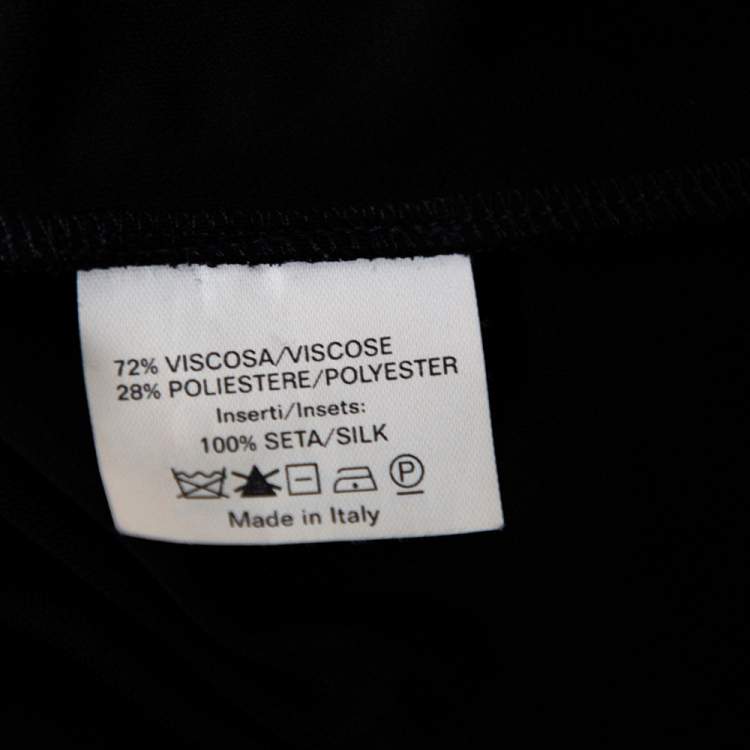 72% VISCOSA/VISCOSE
28% POLIESTERE/POLYESTER
Inserti/Insets:
100% SETA/SILK
P
Made in Italy